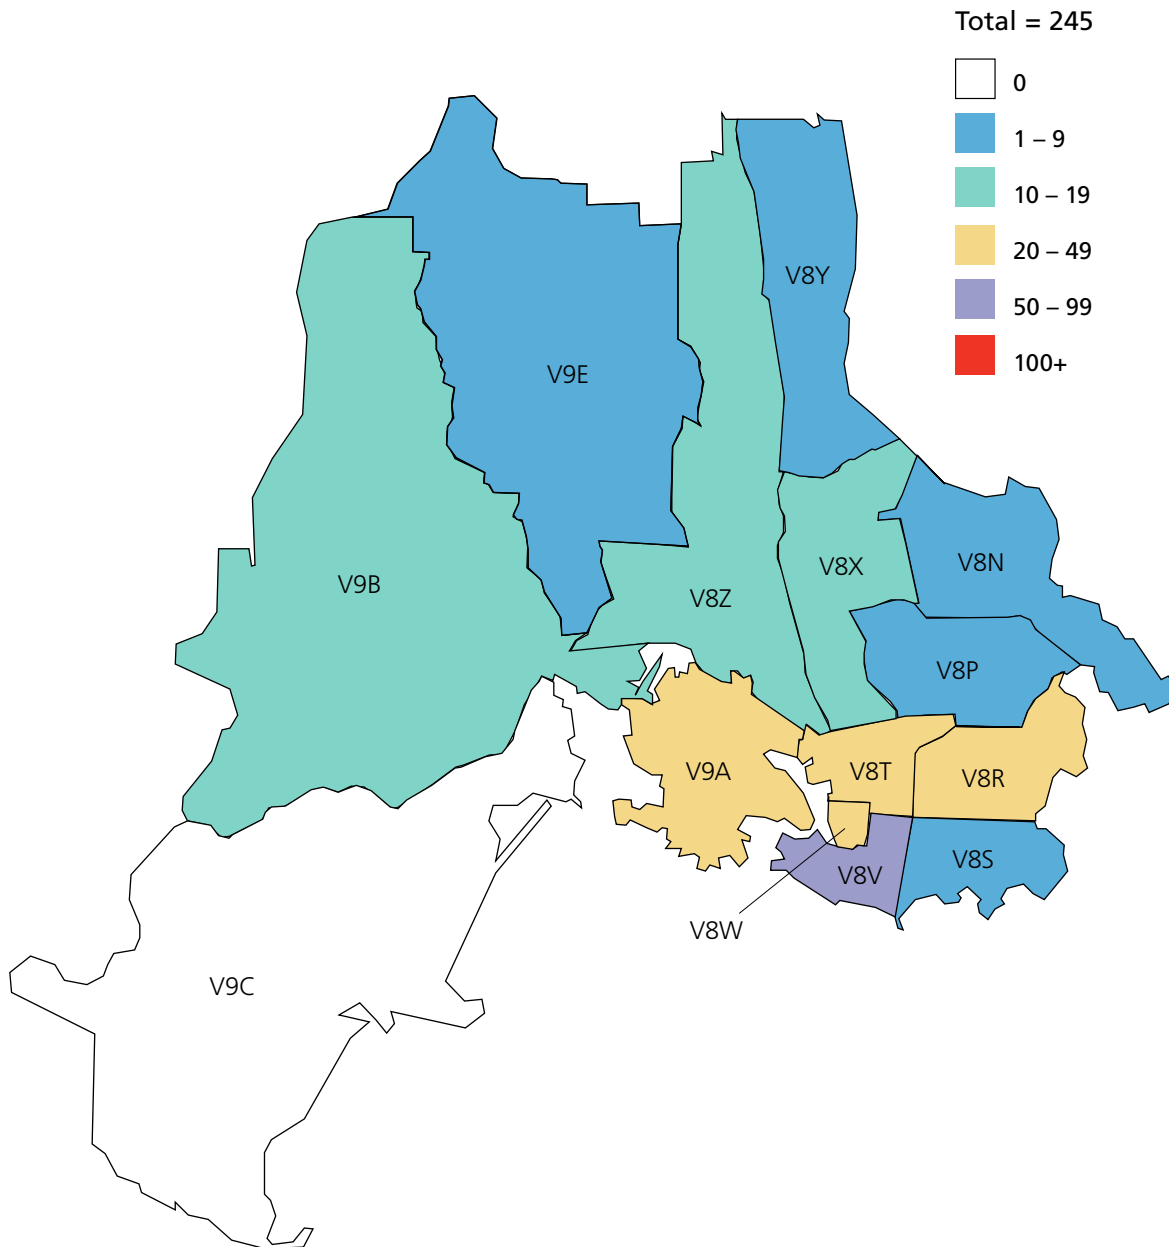 Total = 245
0
1 – 9
10 – 19
20 – 49
50 – 99
100+
V8Y
V9E
V8X
V8N
V9B
V8Z
V8P
V9A
V8T
V8R
V8S
V8V
V8W
V9C